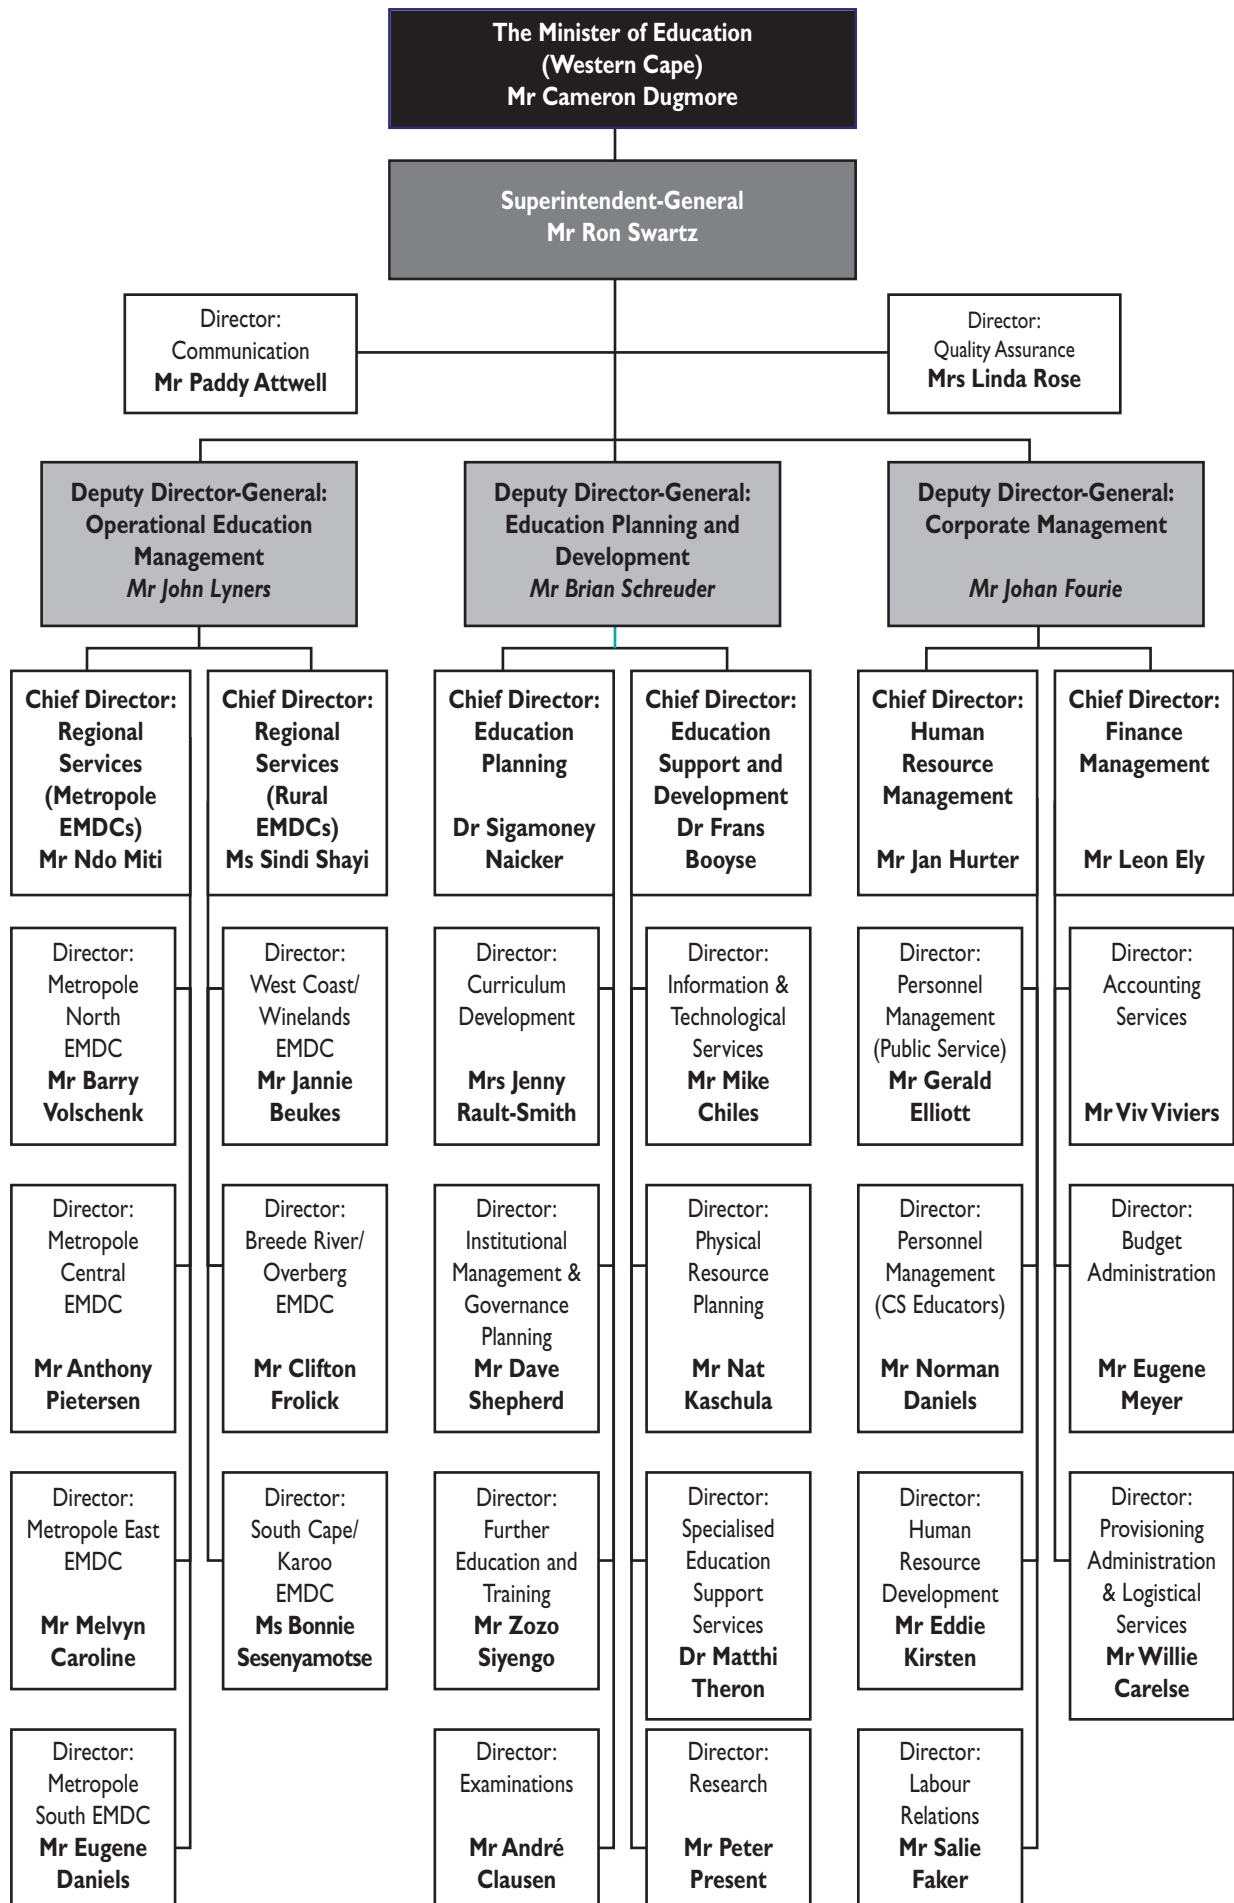 The Minister of Education
(Western Cape)
Mr Cameron Dugmore
Superintendent-General
Mr Ron Swartz
Director:
Communication
Mr Paddy Attwell
Director:
Quality Assurance
Mrs Linda Rose
Deputy Director-General:
Operational Education
Management
Mr John Lyners
Deputy Director-General:
Education Planning and
Development
Mr Brian Schreuder
Deputy Director-General:
Corporate Management
Mr Johan Fourie
Chief Director:
Regional
Services
(Metropole
EMDCs)
Mr Ndo Miti
Chief Director:
Regional
Services
(Rural
EMDCs)
Ms Sindi Shayi
Chief Director:
Education
Planning
Dr Sigamoney
Naicker
Chief Director:
Education
Support and
Development
Dr Frans
Booyse
Chief Director:
Human
Resource
Management
Mr Jan Hurter
Chief Director:
Finance
Management
Mr Leon Ely
Director:
Metropole
North
EMDC
Mr Barry
Volschenk
Director:
West Coast/
Winelands
EMDC
Mr Jannie
Beukes
Director:
Curriculum
Development
Mrs Jenny
Rault-Smith
Director:
Information &
Technological
Services
Mr Mike
Chiles
Director:
Personnel
Management
(Public Service)
Mr Gerald
Elliott
Director:
Accounting
Services
Mr Viv Viviers
Director:
Metropole
Central
EMDC
Mr Anthony
Pietersen
Director:
Breede River/
Overberg
EMDC
Mr Clifton
Frolick
Director:
Institutional
Management &
Governance
Planning
Mr Dave
Shepherd
Director:
Physical
Resource
Planning
Mr Nat
Kaschula
Director:
Personnel
Management
(CS Educators)
Mr Norman
Daniels
Director:
Budget
Administration
Mr Eugene
Meyer
Director:
Metropole East
EMDC
Mr Melvyn
Caroline
Director:
South Cape/
Karoo
EMDC
Ms Bonnie
Sesenyamotse
Director:
Further
Education and
Training
Mr Zozo
Siyengo
Director:
Specialised
Education
Support
Services
Dr Matthi
Theron
Director:
Human
Resource
Development
Mr Eddie
Kirsten
Director:
Provisioning
Administration
& Logistical
Services
Mr Willie
Carelse
Director:
Metropole
South EMDC
Mr Eugene
Daniels
Director:
Examinations
Mr André
Clausen
Director:
Research
Mr Peter
Present
Director:
Labour
Relations
Mr Salie
Faker